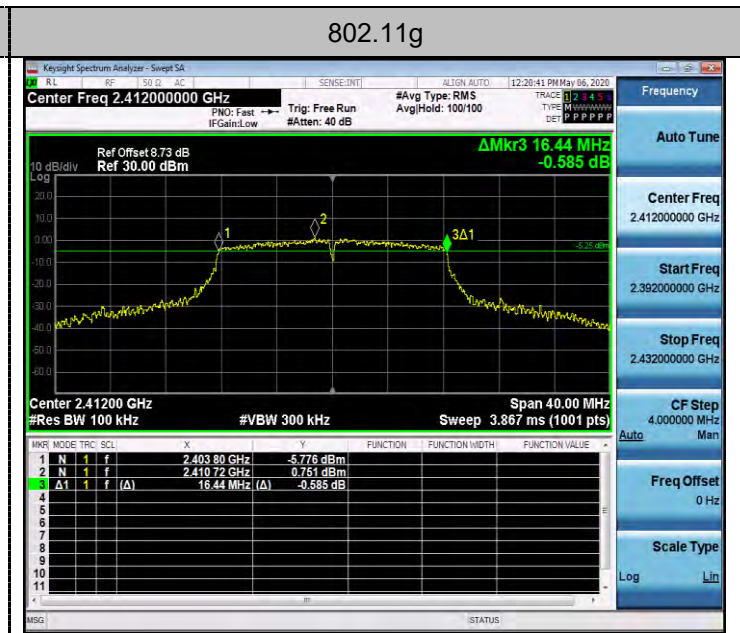 802.11g
Keysight Spectrum Analyzer - Swept SA
RL RF 50 Ω AC SENSE:INT ALIGN AUTO 12:20:41 PM May 06, 2020
Center Freq 2.412000000 GHz
PNO: Fast
IFGain:Low
Trig: Free Run
#Atten: 40 dB
#Avg Type: RMS
Avg|Hold: 100/100
TRACE 1 2 3 4 5 6
TYPE M W W W W W
DET P P P P P P
Frequency
Auto Tune
Center Freq
2.412000000 GHz
Start Freq
2.392000000 GHz
Stop Freq
2.432000000 GHz
CF Step
4.000000 MHz
Auto Man
Freq Offset
0 Hz
Scale Type
Log Lin
ΔMkr3 16.44 MHz
-0.585 dB
Ref Offset 8.73 dB
10 dB/div Ref 30.00 dBm
Log
20.0
10.0
0.00
-10.0
-20.0
-30.0
-40.0
-50.0
-60.0
1
2
3Δ1
-5.25 dBm
Center 2.41200 GHz Span 40.00 MHz
#Res BW 100 kHz #VBW 300 kHz Sweep 3.867 ms (1001 pts)
MKR MODE TRC SCL X Y FUNCTION FUNCTION WIDTH FUNCTION VALUE
1 N 1 f 2.403 80 GHz -5.776 dBm
2 N 1 f 2.410 72 GHz 0.751 dBm
3 Δ1 1 f (Δ) 16.44 MHz (Δ) -0.585 dB
4
5
6
7
8
9
10
11
MSG STATUS